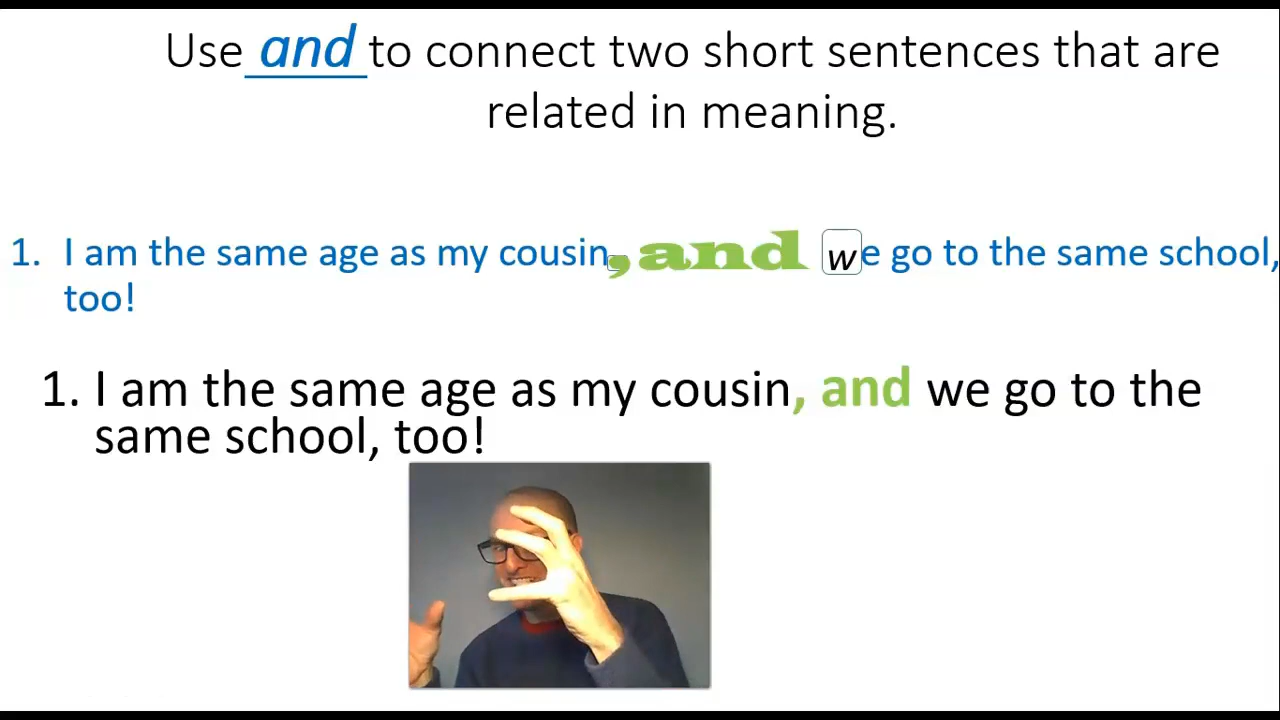 Use and to connect two short sentences that are
related in meaning.
1. I am the same age as my cousin, and we go to the same school,
too!
1. I am the same age as my cousin, and we go to the
same school, too!